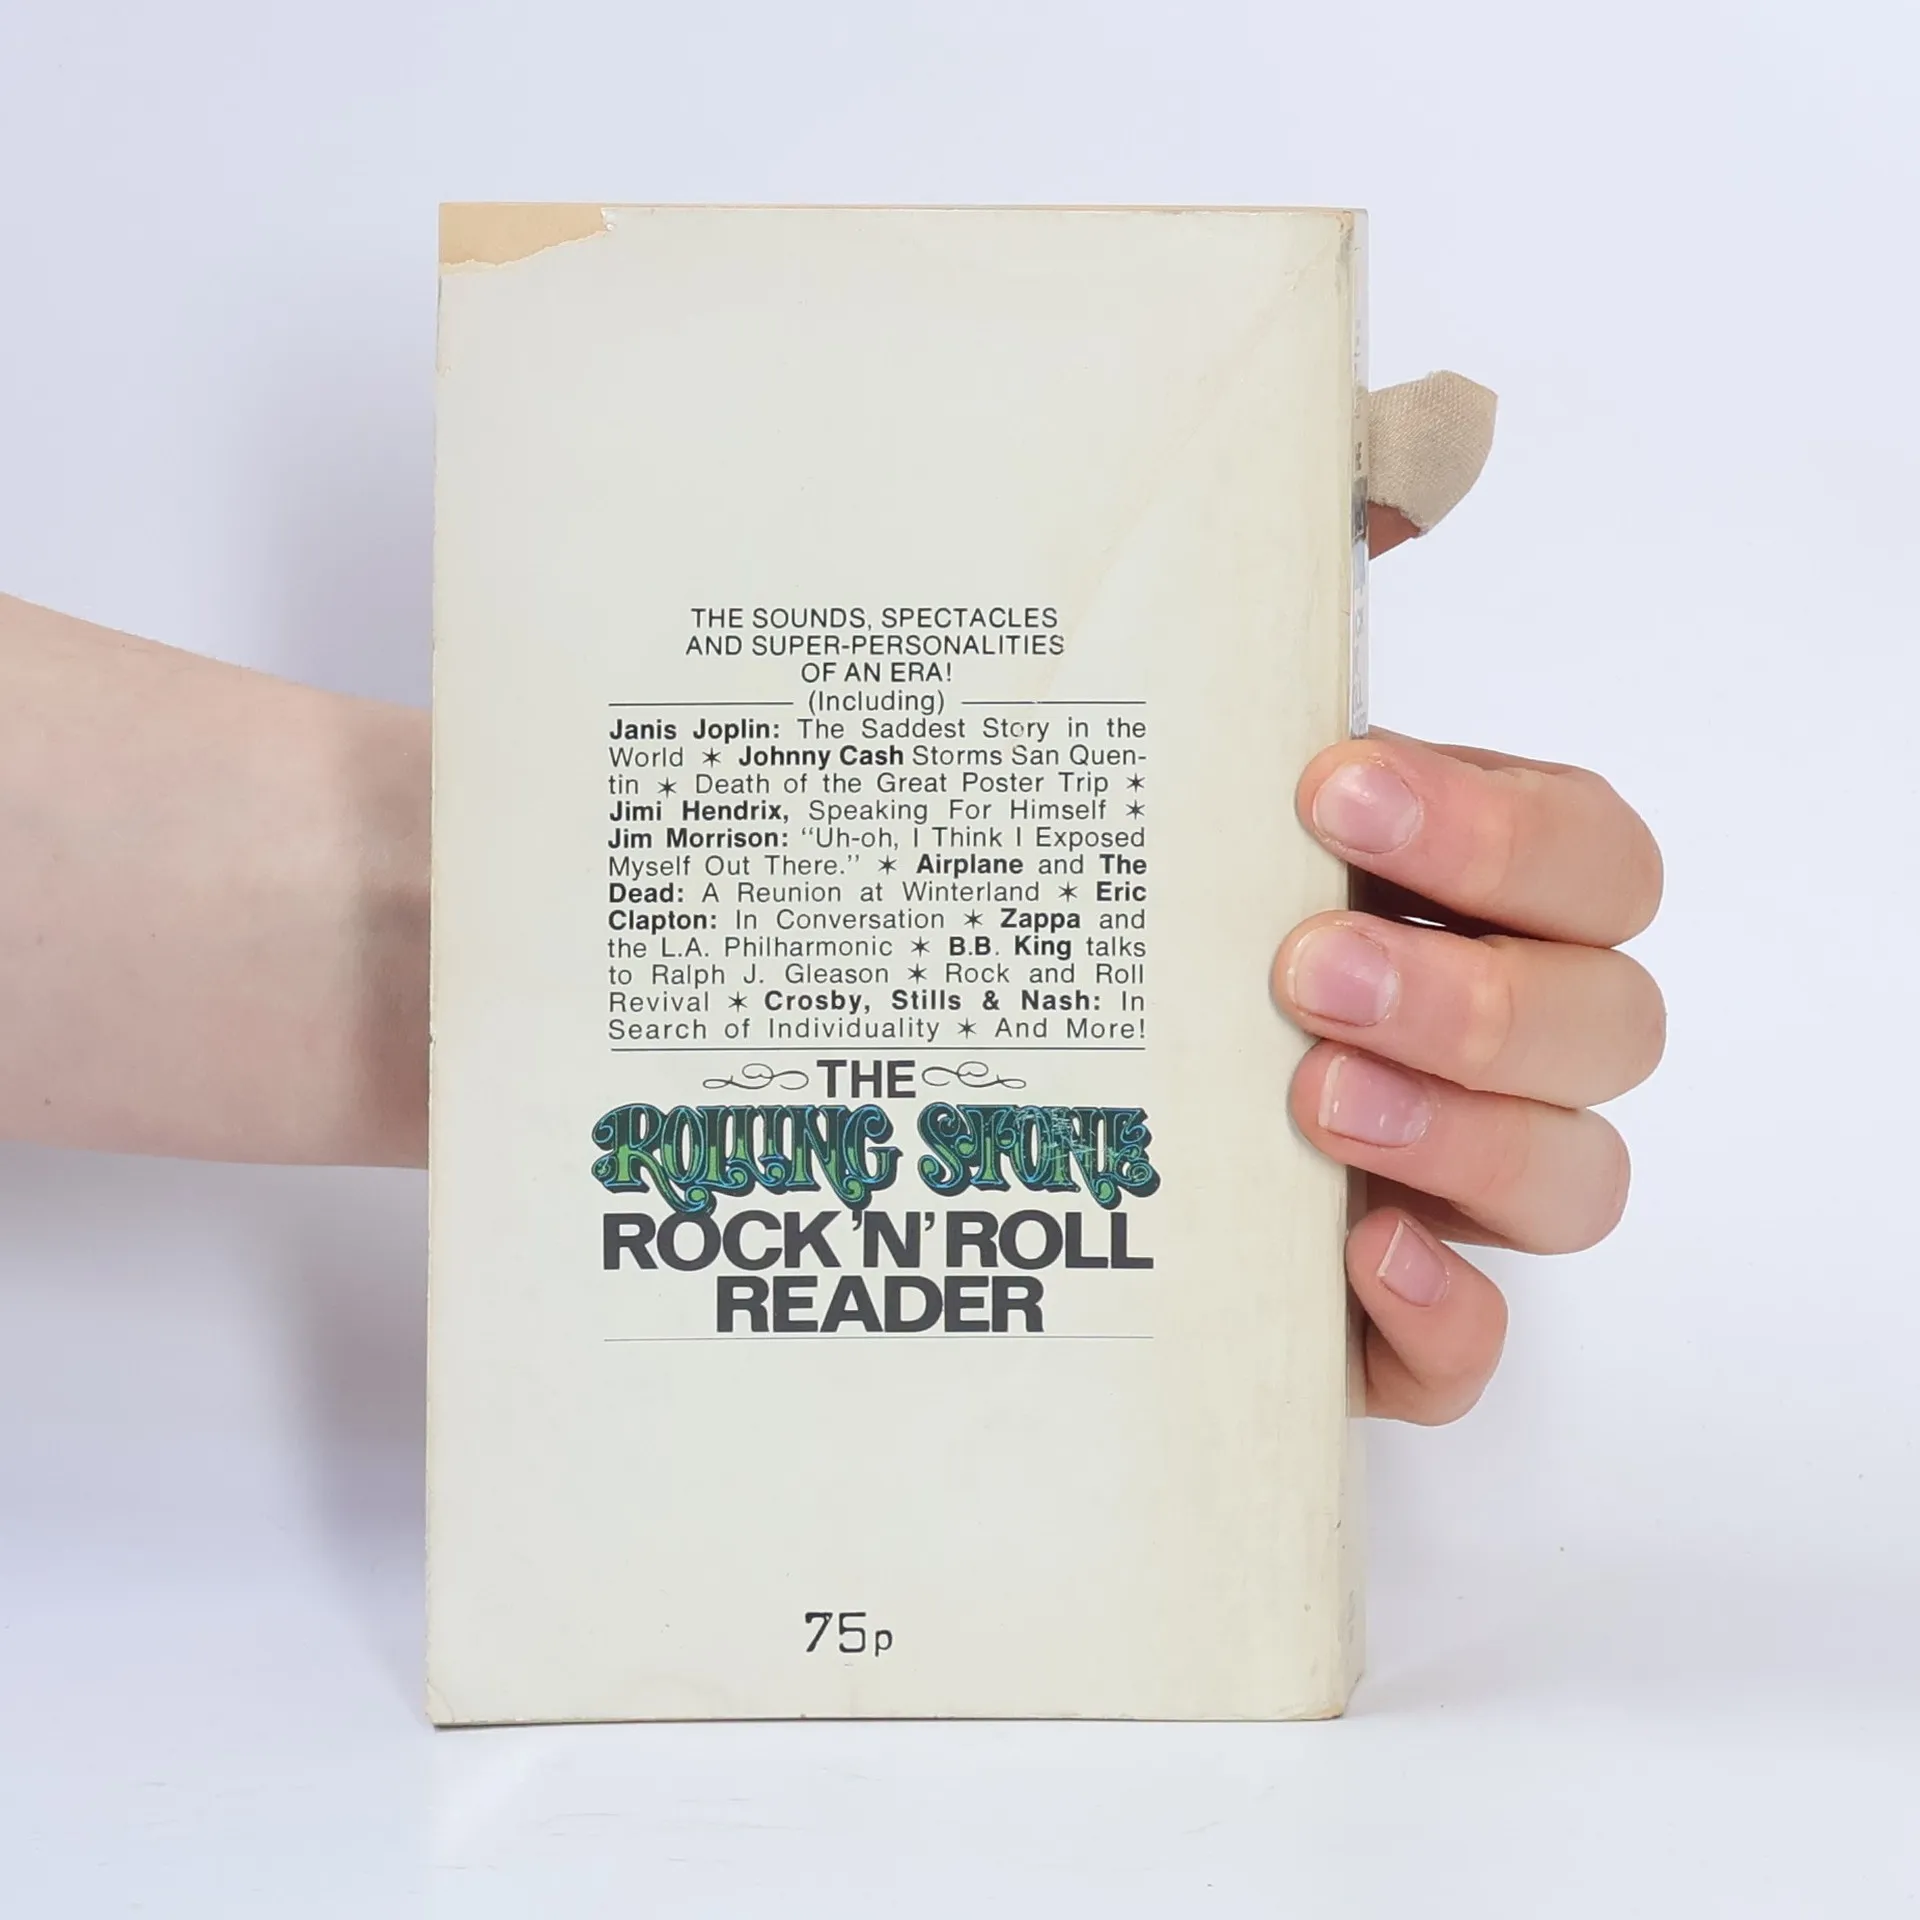 THE SOUNDS, SPECTACLES
AND SUPER-PERSONALITIES
OF AN ERA!
(Including)
Janis Joplin: The Saddest Story in the
World ✶ Johnny Cash Storms San Quen-
tin ✶ Death of the Great Poster Trip ✶
Jimi Hendrix, Speaking For Himself ✶
Jim Morrison: “Uh-oh, I Think I Exposed
Myself Out There.” ✶ Airplane and The
Dead: A Reunion at Winterland ✶ Eric
Clapton: In Conversation ✶ Zappa and
the L.A. Philharmonic ✶ B.B. King talks
to Ralph J. Gleason ✶ Rock and Roll
Revival ✶ Crosby, Stills & Nash: In
Search of Individuality ✶ And More!
THE
ROLLING STONE
ROCK 'N' ROLL
READER
75p